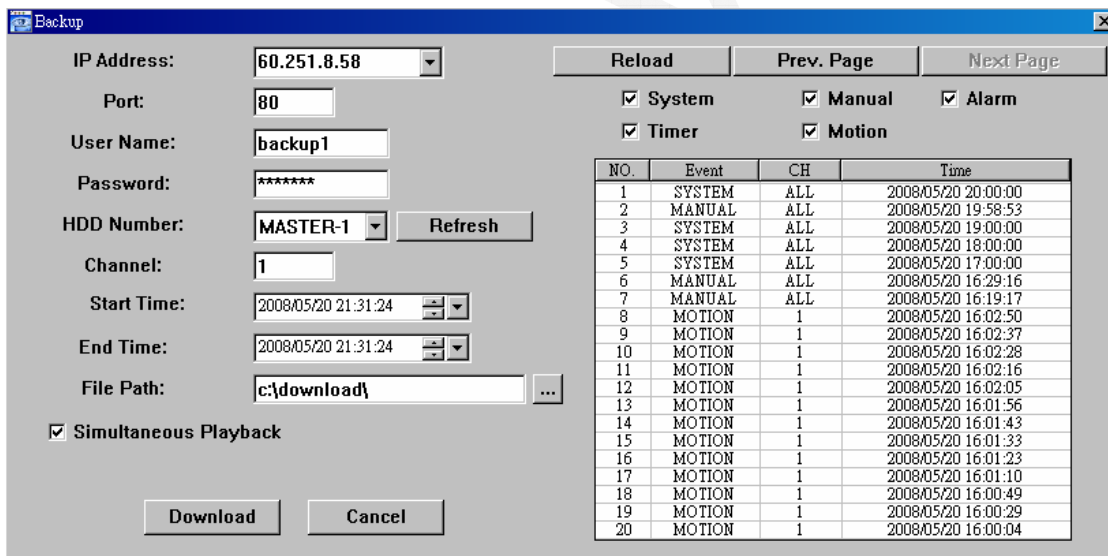 Backup
IP Address: 60.251.8.58
Port: 80
User Name: backup1
Password: *******
HDD Number: MASTER-1 Refresh
Channel: 1
Start Time: 2008/05/20 21:31:24
End Time: 2008/05/20 21:31:24
File Path: c:\download\ ...
Simultaneous Playback
Download Cancel
Reload Prev. Page Next Page
System Manual Alarm
Timer Motion
NO. Event CH Time
1 SYSTEM ALL 2008/05/20 20:00:00
2 MANUAL ALL 2008/05/20 19:58:53
3 SYSTEM ALL 2008/05/20 19:00:00
4 SYSTEM ALL 2008/05/20 18:00:00
5 SYSTEM ALL 2008/05/20 17:00:00
6 MANUAL ALL 2008/05/20 16:29:16
7 MANUAL ALL 2008/05/20 16:19:17
8 MOTION 1 2008/05/20 16:02:50
9 MOTION 1 2008/05/20 16:02:37
10 MOTION 1 2008/05/20 16:02:28
11 MOTION 1 2008/05/20 16:02:16
12 MOTION 1 2008/05/20 16:02:05
13 MOTION 1 2008/05/20 16:01:56
14 MOTION 1 2008/05/20 16:01:43
15 MOTION 1 2008/05/20 16:01:33
16 MOTION 1 2008/05/20 16:01:23
17 MOTION 1 2008/05/20 16:01:10
18 MOTION 1 2008/05/20 16:00:49
19 MOTION 1 2008/05/20 16:00:29
20 MOTION 1 2008/05/20 16:00:04